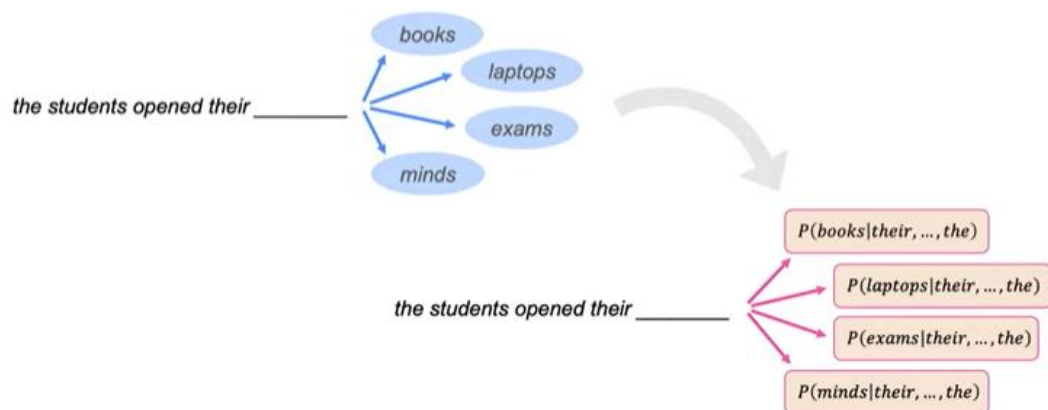 books
laptops
the students opened their ________
exams
minds
P(books|their, ..., the)
P(laptops|their, ..., the)
the students opened their ________
P(exams|their, ..., the)
P(minds|their, ..., the)